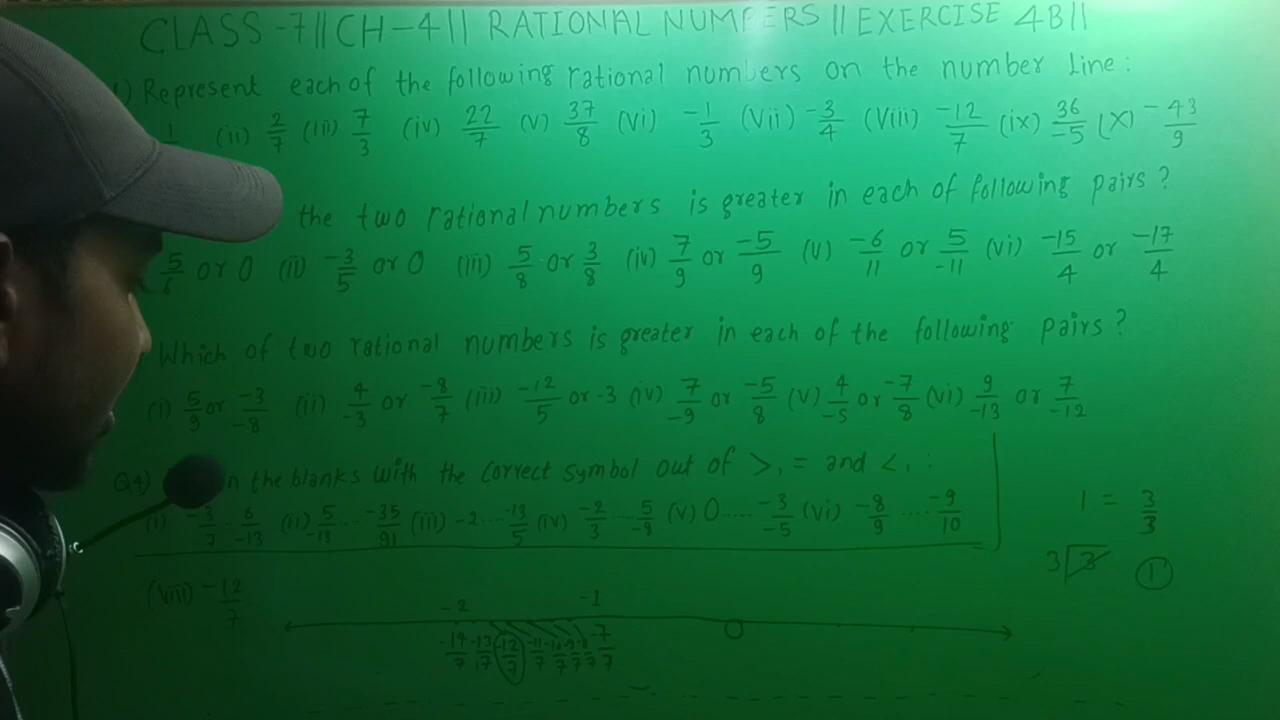 CLASS -7||CH-4|| RATIONAL NUMBERS || EXERCISE 4B||
1) Represent each of the following rational numbers on the number line:
(ii) 2/7 (iii) 7/3 (iv) 22/7 (v) 37/8 (vi) -1/3 (vii) -3/4 (viii) -12/7 (ix) 36/-5 (x) -43/9
the two rational numbers is greater in each of following pairs?
or 0 (ii) -3/5 or 0 (iii) 5/8 or 3/8 (iv) 7/9 or -5/9 (v) -6/11 or 5/-11 (vi) -15/4 or -17/4
Which of two rational numbers is greater in each of the following pairs?
(i) 5/9 or -3/-8 (ii) 4/-3 or -8/7 (iii) -12/5 or -3 (iv) 7/-9 or -5/8 (v) 4/-5 or -7/8 (vi) 9/-13 or 7/-12
Q4) the blanks with the correct symbol out of >, = and <, :
(i) -3/7 .. 6/-13 (ii) 5/-13 ... -35/91 (iii) -2 .... -13/5 (iv) -2/3 .... 5/-8 (v) 0 ..... -3/-5 (vi) -8/9 ..... -9/10
1 = 3/3
3 3 1
(viii) -12/7
-2 -1
-14/7 -13/7 -12/7 -11/7 -10/7 -9/7 -8/7 -7/7 0